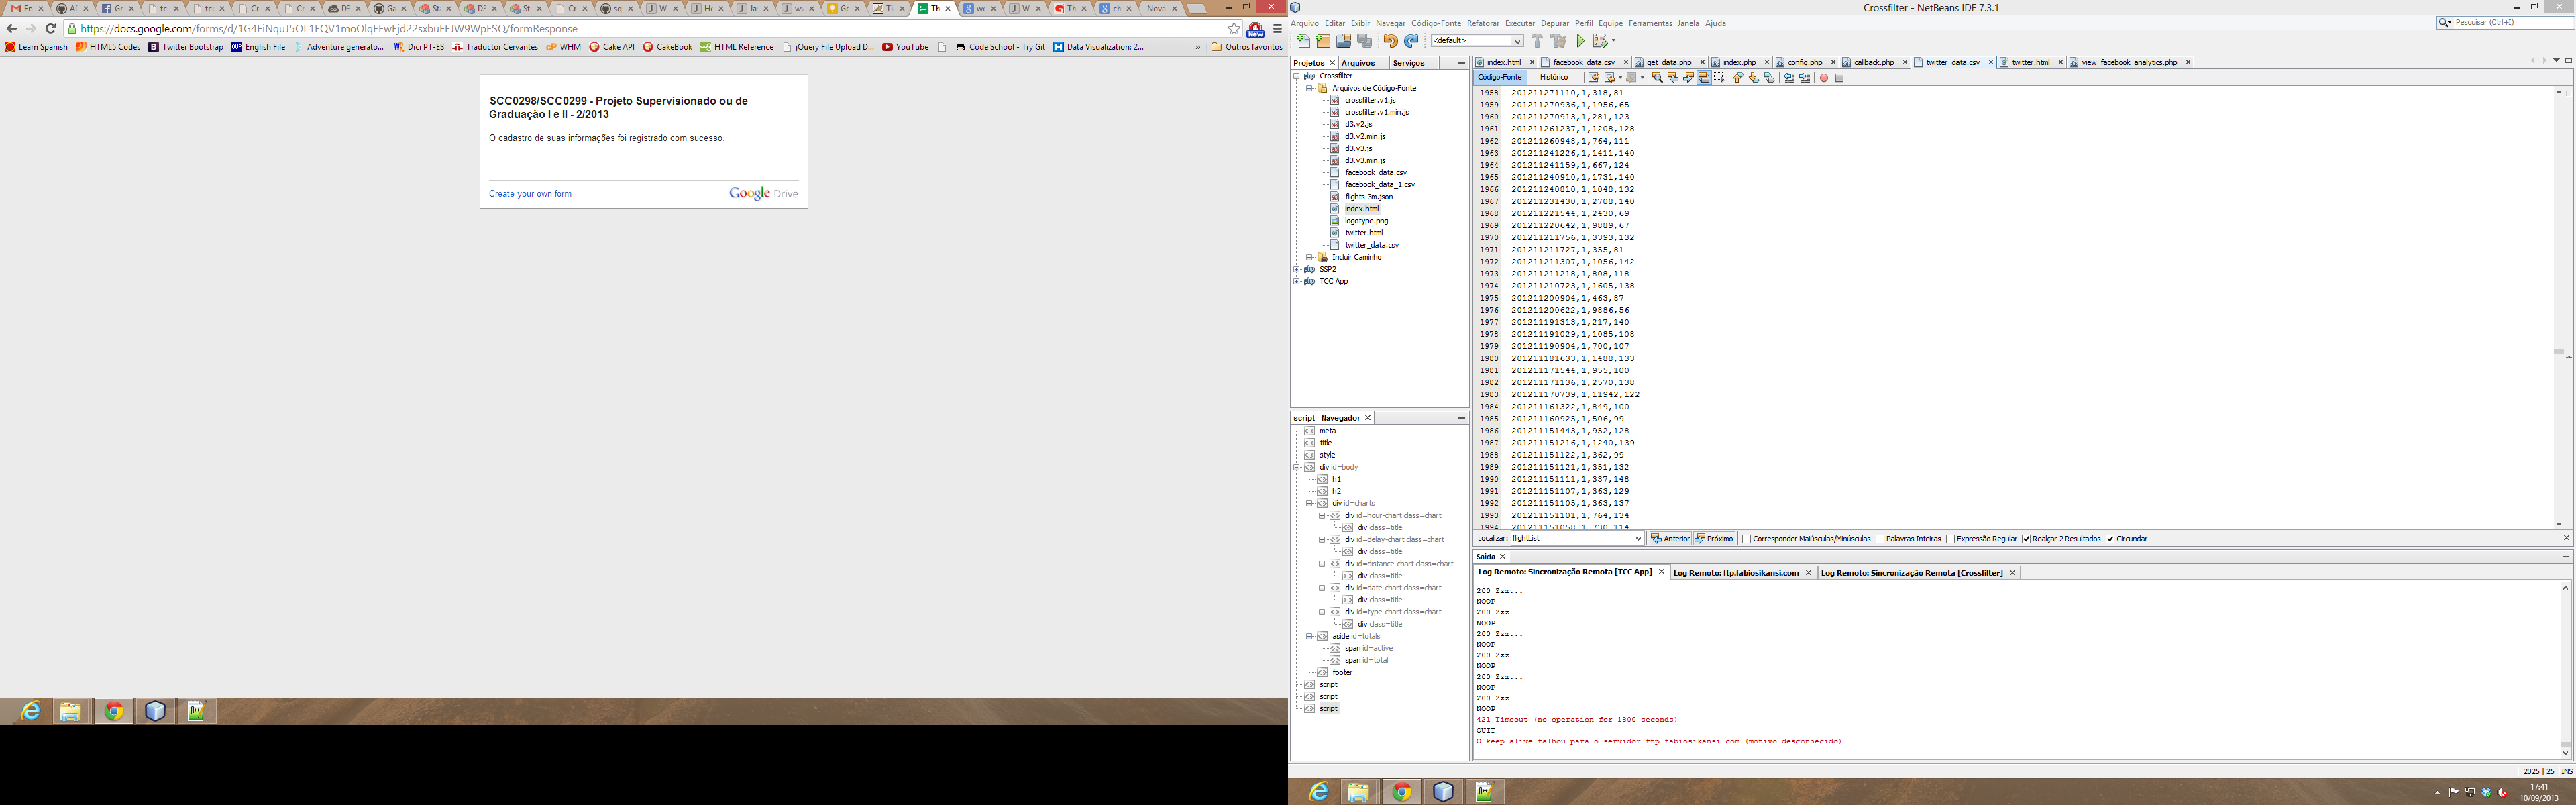 En
Al
Gr
tc
tc
Cr
Cr
Cr
D3
Ga
St
D3
St
Cr
sq
W
Ho
Ja
w
Go
Ti
Th
wo
W
Th
ch
Nova
https://docs.google.com/forms/d/1G4FiNquJ5OL1FQV1moOlqFFwEjd22sxbuFEJW9WpFSQ/formResponse
New
Learn Spanish
HTML5 Codes
Twitter Bootstrap
English File
Adventure generato...
Dici PT-ES
Traductor Cervantes
WHM
Cake API
CakeBook
HTML Reference
jQuery File Upload D...
YouTube
Code School - Try Git
Data Visualization: 2...
»
Outros favoritos
SCC0298/SCC0299 - Projeto Supervisionado ou de
Graduação I e II - 2/2013
O cadastro de suas informações foi registrado com sucesso.
Create your own form
Google Drive
Crossfilter - NetBeans IDE 7.3.1
Arquivo Editar Exibir Navegar Código-Fonte Refatorar Executar Depurar Perfil Equipe Ferramentas Janela Ajuda
Pesquisar (Ctrl+I)
<default>
Projetos
Arquivos
Serviços
Crossfilter
Arquivos de Código-Fonte
crossfilter.v1.js
crossfilter.v1.min.js
d3.v2.js
d3.v2.min.js
d3.v3.js
d3.v3.min.js
facebook_data.csv
facebook_data_1.csv
flights-3m.json
index.html
logotype.png
twitter.html
twitter_data.csv
Incluir Caminho
SSP2
TCC App
script - Navegador
meta
title
style
div id=body
h1
h2
div id=charts
div id=hour-chart class=chart
div class=title
div id=delay-chart class=chart
div class=title
div id=distance-chart class=chart
div class=title
div id=date-chart class=chart
div class=title
div id=type-chart class=chart
div class=title
aside id=totals
span id=active
span id=total
footer
script
script
script
index.html
facebook_data.csv
get_data.php
index.php
config.php
callback.php
twitter_data.csv
twitter.html
view_facebook_analytics.php
Código-Fonte
Histórico
1958 201211271110,1,318,81
1959 201211270936,1,1956,65
1960 201211270913,1,281,123
1961 201211261237,1,1208,128
1962 201211260948,1,764,111
1963 201211241226,1,1411,140
1964 201211241159,1,667,124
1965 201211240910,1,1731,140
1966 201211240810,1,1048,132
1967 201211231430,1,2708,140
1968 201211221544,1,2430,69
1969 201211220642,1,9889,67
1970 201211211756,1,3393,132
1971 201211211727,1,355,81
1972 201211211307,1,1056,142
1973 201211211218,1,808,118
1974 201211210723,1,1605,138
1975 201211200904,1,463,87
1976 201211200622,1,9886,56
1977 201211191313,1,217,140
1978 201211191029,1,1085,108
1979 201211190904,1,700,107
1980 201211181633,1,1488,133
1981 201211171544,1,955,100
1982 201211171136,1,2570,138
1983 201211170739,1,11942,122
1984 201211161322,1,849,100
1985 201211160925,1,506,99
1986 201211151443,1,952,128
1987 201211151216,1,1240,139
1988 201211151122,1,362,99
1989 201211151121,1,351,132
1990 201211151111,1,337,148
1991 201211151107,1,363,129
1992 201211151105,1,363,137
1993 201211151101,1,764,134
1994 201211151058,1,730,114
Localizar: flightList
Anterior
Próximo
Corresponder Maiúsculas/Minúsculas
Palavras Inteiras
Expressão Regular
Realçar 2 Resultados
Circundar
Saída
Log Remoto: Sincronização Remota [TCC App]
Log Remoto: ftp.fabiosikansi.com
Log Remoto: Sincronização Remota [Crossfilter]
200 Zzz...
NOOP
200 Zzz...
NOOP
200 Zzz...
NOOP
200 Zzz...
NOOP
200 Zzz...
NOOP
200 Zzz...
NOOP
421 Timeout (no operation for 1800 seconds)
QUIT
O keep-alive falhou para o servidor ftp.fabiosikansi.com (motivo desconhecido).
2025 | 25 INS
17:41
10/09/2013